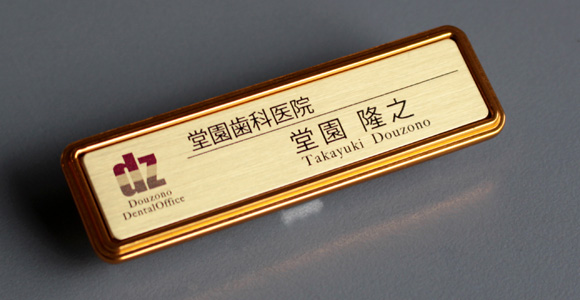 堂園歯科医院
堂園 隆之
Takayuki Douzono
dz
Douzono
DentalOffice